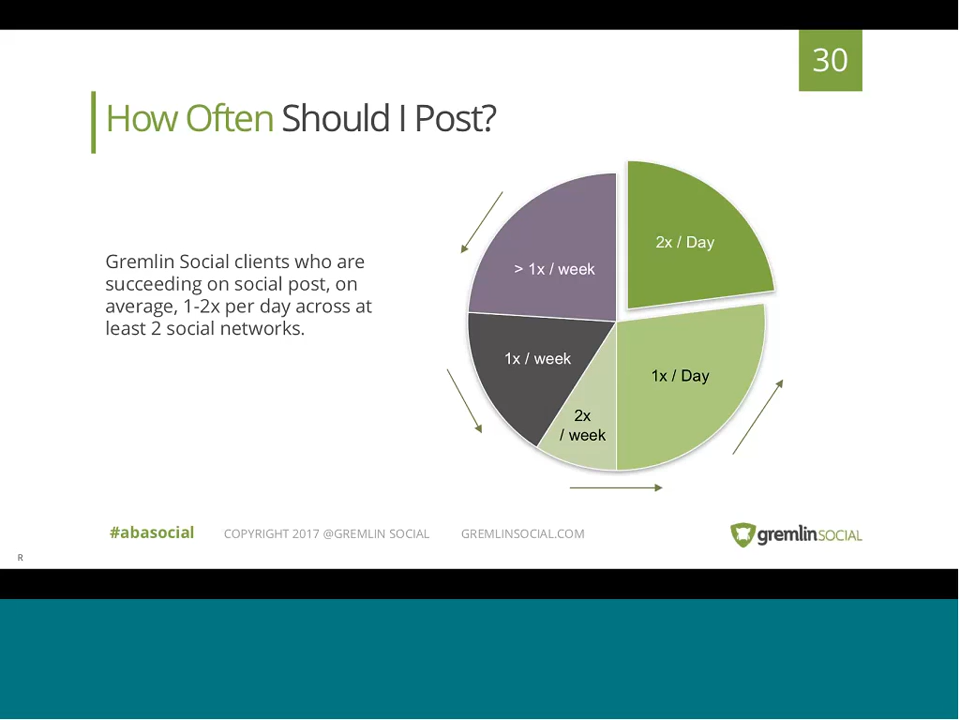 30
How Often Should I Post?
Gremlin Social clients who are
succeeding on social post, on
average, 1-2x per day across at
least 2 social networks.
2x / Day
> 1x / week
1x / week
1x / Day
2x
/ week
#abasocial COPYRIGHT 2017 @GREMLIN SOCIAL GREMLINSOCIAL.COM
gremlinSOCIAL
R